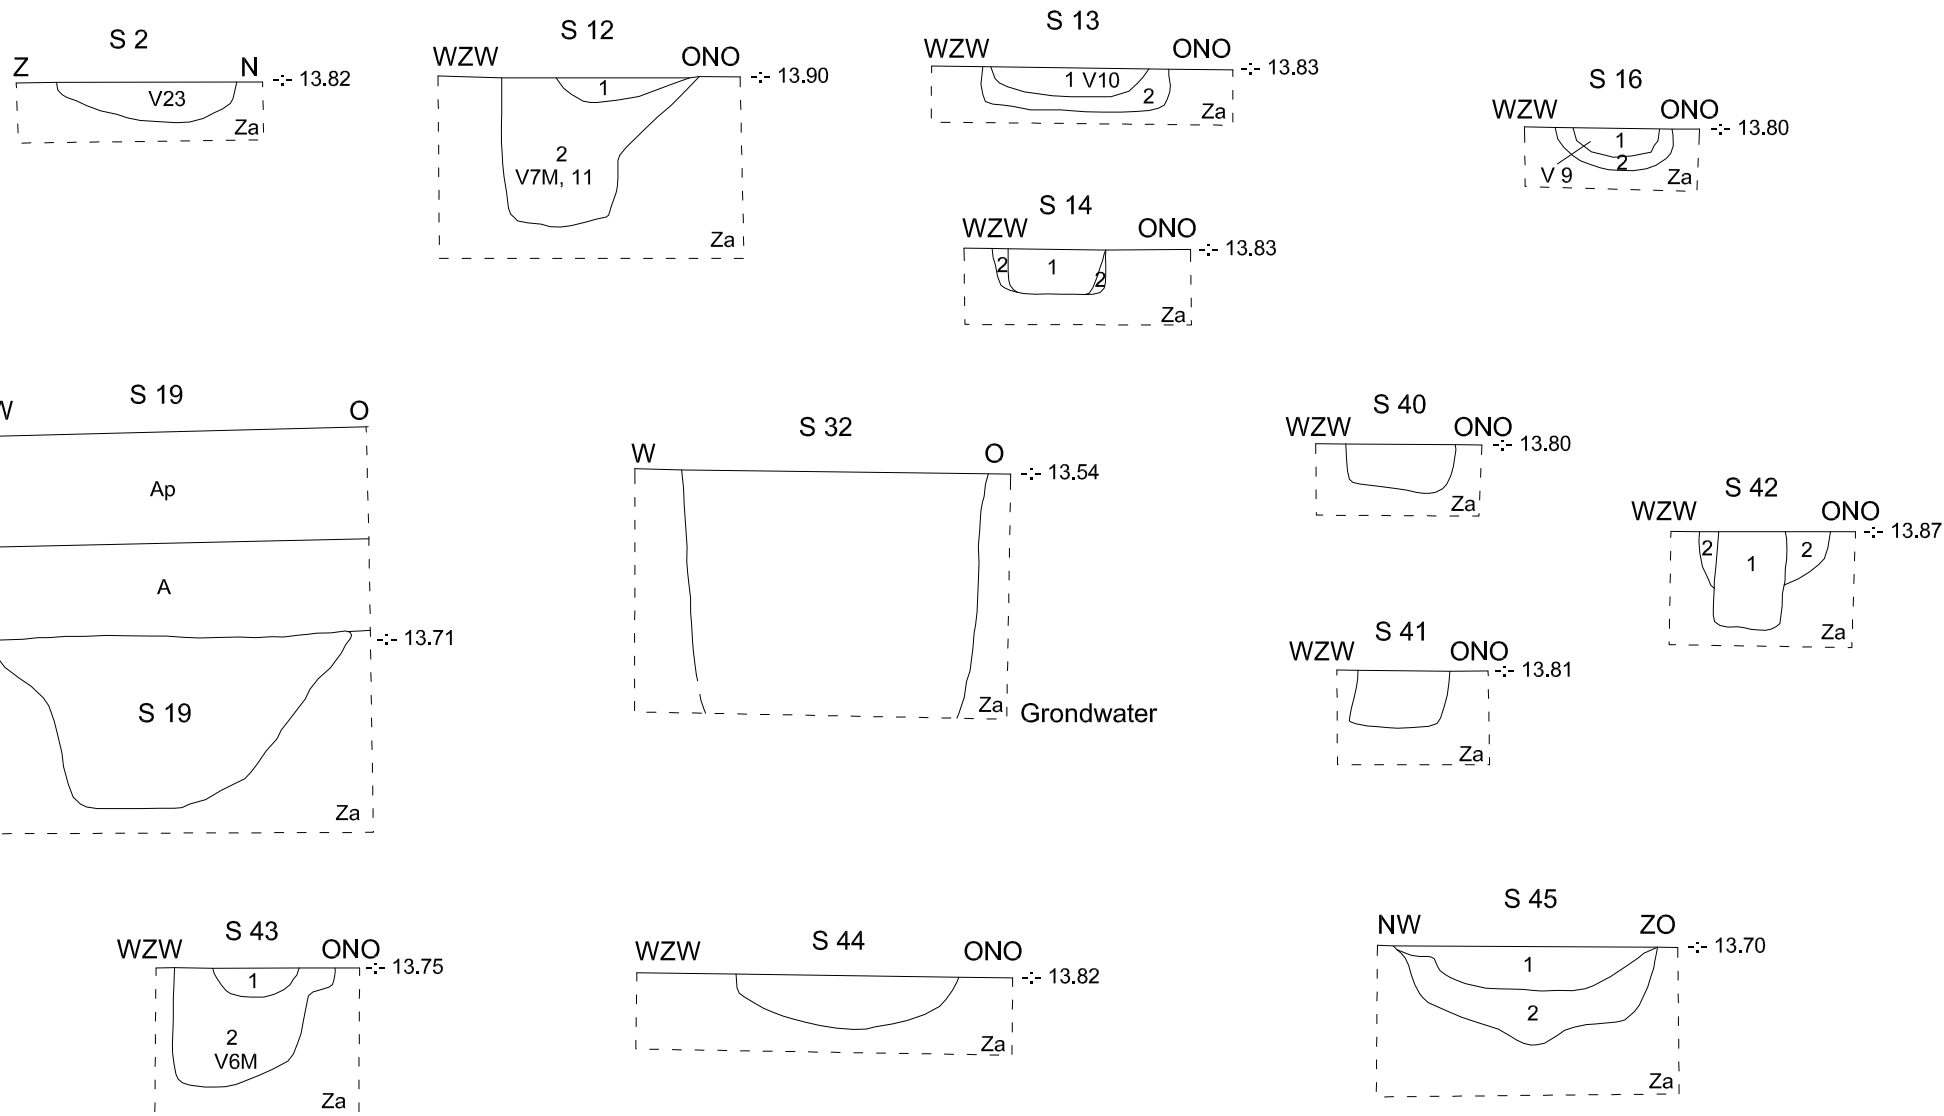 S 2
Z N -:- 13.82
V23
Za
S 12
WZW ONO -:- 13.90
1
2
V7M, 11
Za
S 13
WZW ONO -:- 13.83
1 V10
2
Za
S 16
WZW ONO -:- 13.80
1
2
V 9
Za
S 14
WZW ONO -:- 13.83
2 1 2
Za
S 19
W O
Ap
A
-:- 13.71
S 19
Za
S 32
W O -:- 13.54
Za
Grondwater
S 40
WZW ONO -:- 13.80
Za
S 42
WZW ONO -:- 13.87
2 1 2
Za
S 41
WZW ONO -:- 13.81
Za
S 43
WZW ONO -:- 13.75
1
2
V6M
Za
S 44
WZW ONO -:- 13.82
Za
S 45
NW ZO -:- 13.70
1
2
Za